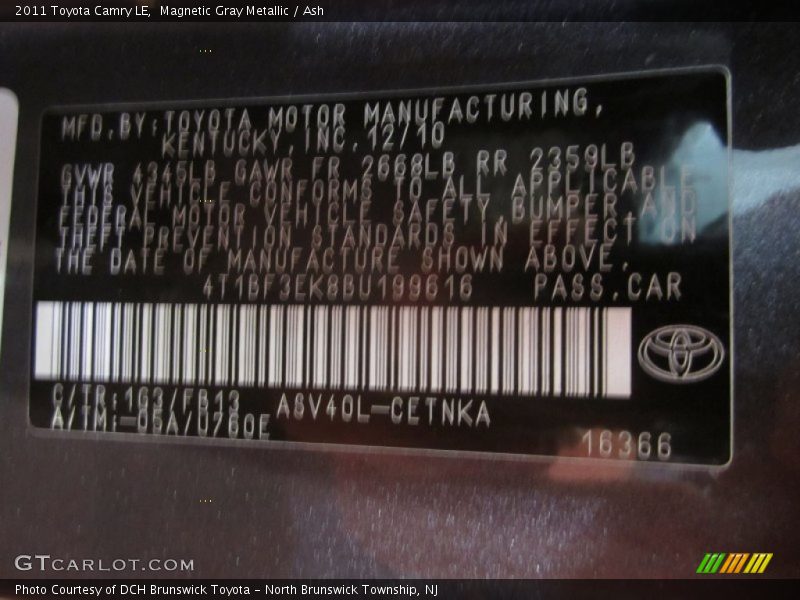 2011 Toyota Camry LE,  Magnetic Gray Metallic / Ash
MFD.BY:TOYOTA MOTOR MANUFACTURING,
KENTUCKY,INC.12/10
GVWR 4345LB GAWR FR 2668LB RR 2359LB
THIS VEHICLE CONFORMS TO ALL APPLICABLE
FEDERAL MOTOR VEHICLE SAFETY,BUMPER AND
THEFT PREVENTION STANDARDS IN EFFECT ON
THE DATE OF MANUFACTURE SHOWN ABOVE.
4T1BF3EK8BU199616 PASS.CAR
C/TR:1G3/FB13 ASV40L-CETNKA
A/TM:-05A/U760E
16366
GTCARLOT.COM
Photo Courtesy of DCH Brunswick Toyota - North Brunswick Township, NJ